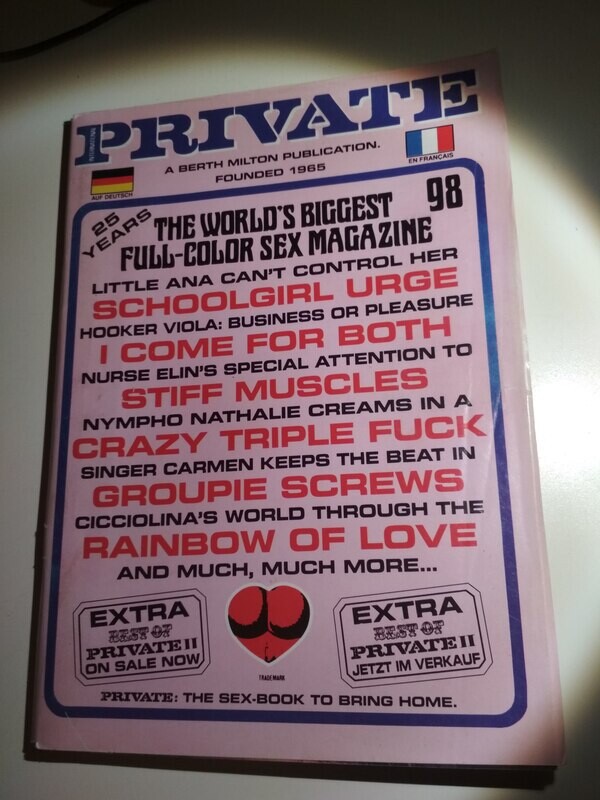 PRIVATE
A BERTH MILTON PUBLICATION.
FOUNDED 1965
AUF DEUTSCH
EN FRANÇAIS
25
YEARS
98
THE WORLD'S BIGGEST
FULL-COLOR SEX MAGAZINE
LITTLE ANA CAN'T CONTROL HER
SCHOOLGIRL URGE
HOOKER VIOLA: BUSINESS OR PLEASURE
I COME FOR BOTH
NURSE ELIN'S SPECIAL ATTENTION TO
STIFF MUSCLES
NYMPHO NATHALIE CREAMS IN A
CRAZY TRIPLE FUCK
SINGER CARMEN KEEPS THE BEAT IN
GROUPIE SCREWS
CICCIOLINA'S WORLD THROUGH THE
RAINBOW OF LOVE
AND MUCH, MUCH MORE...
EXTRA
BEST OF
PRIVATE II
ON SALE NOW
TRADE MARK
EXTRA
BEST OF
PRIVATE II
JETZT IM VERKAUF
PRIVATE: THE SEX-BOOK TO BRING HOME.